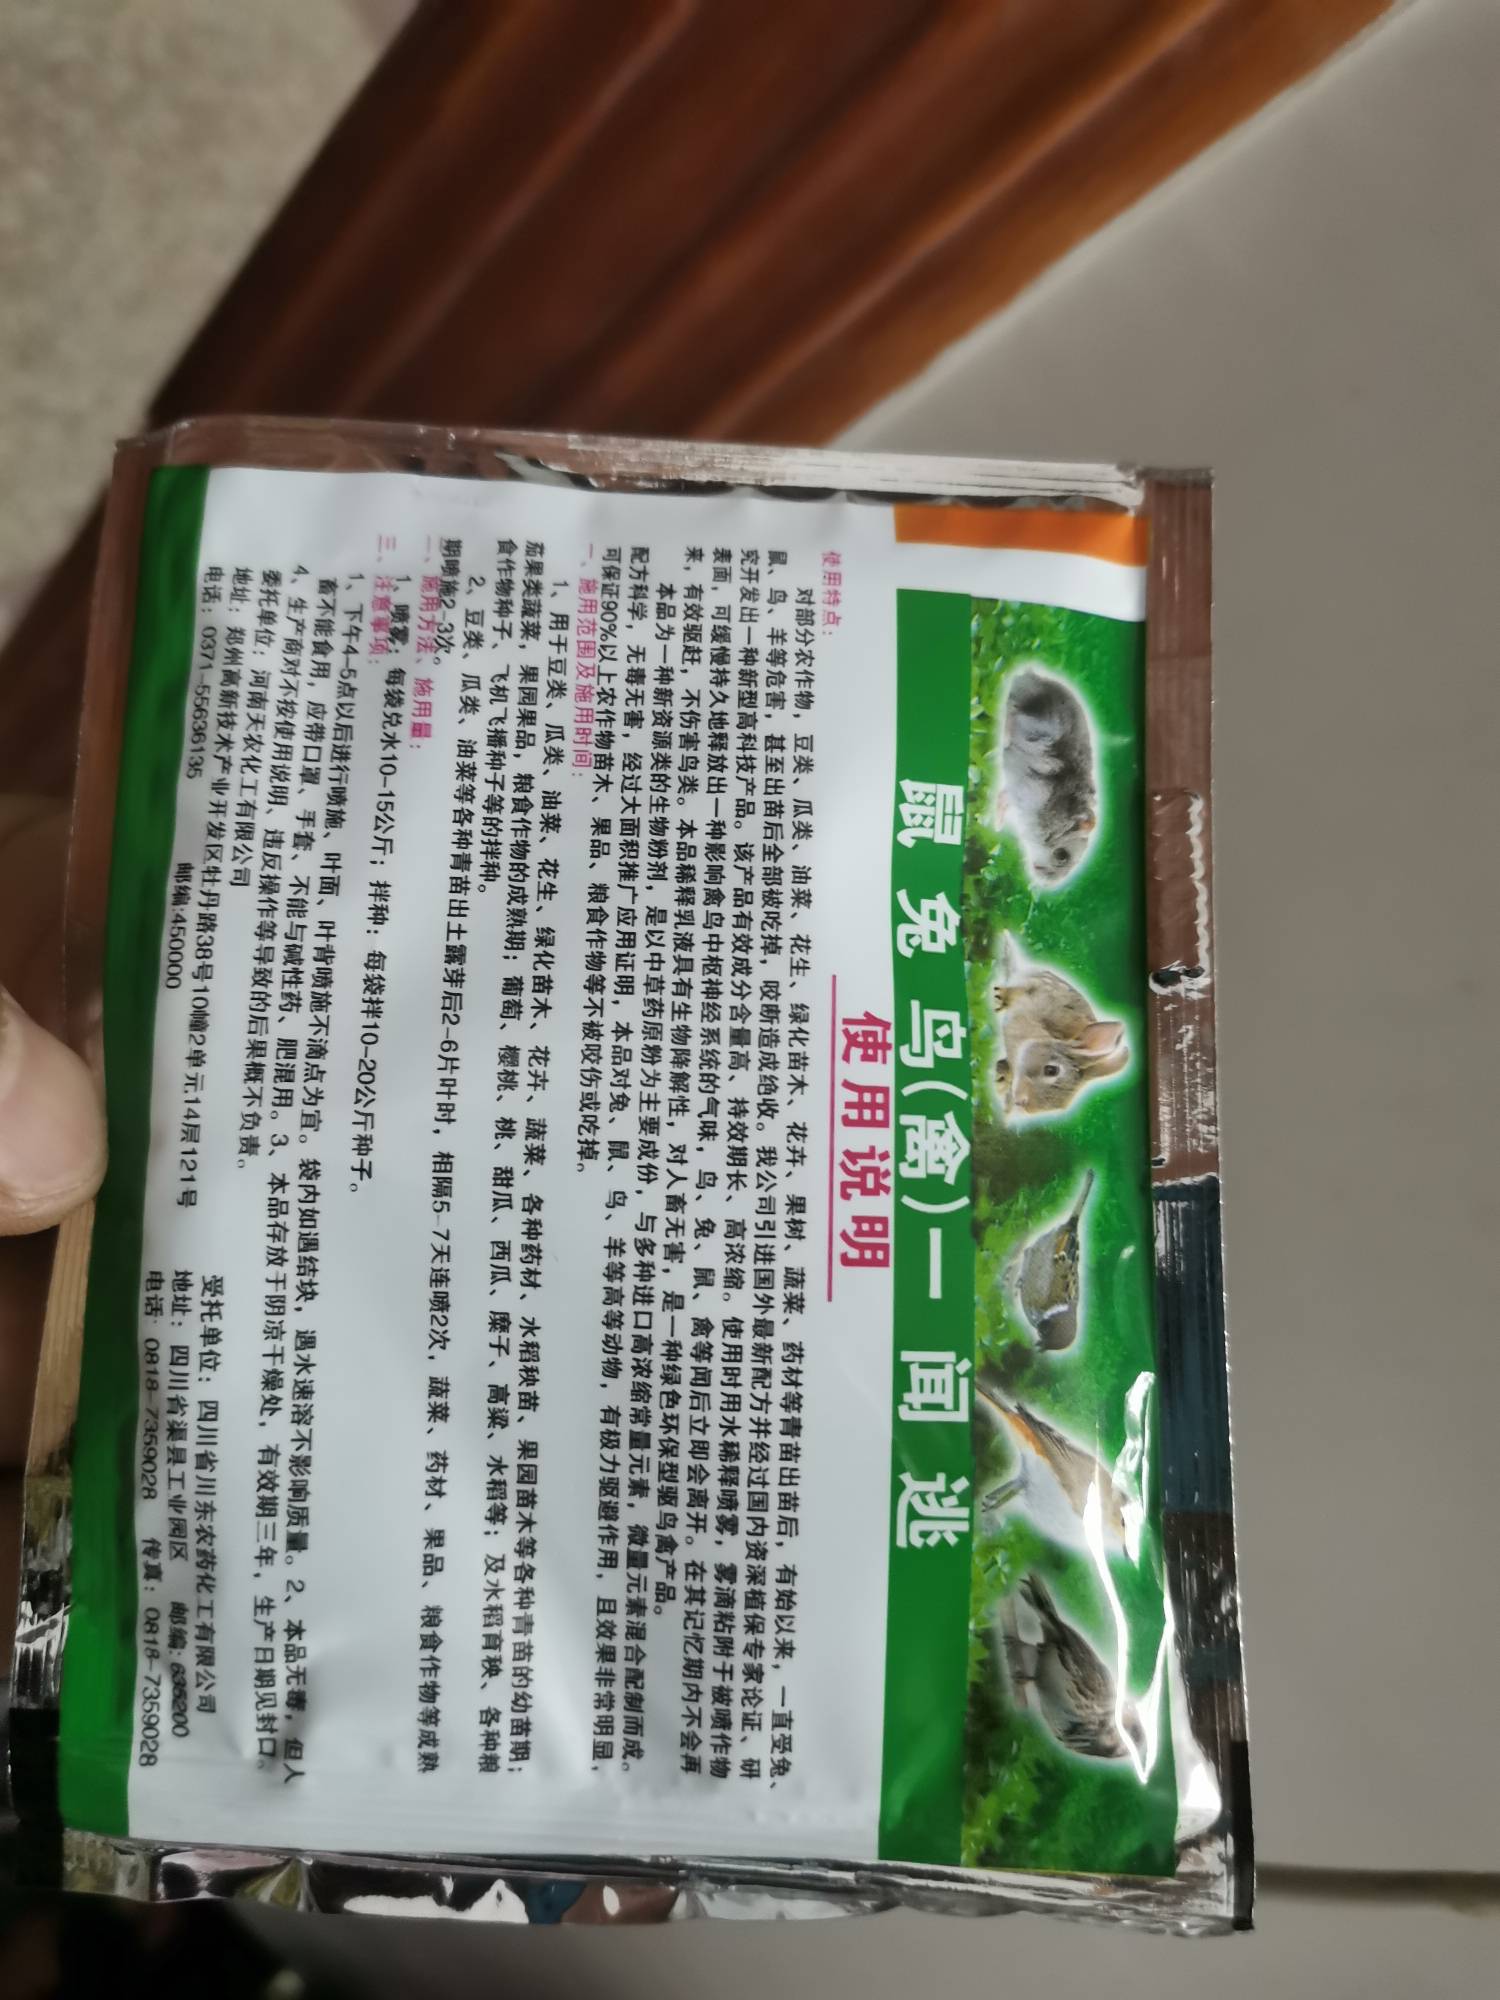 鼠 兔 鸟(禽)一 闻 逃
使用说明
使用特点:
对部分农作物,豆类、瓜类、油菜、花生、绿化苗木、花卉、果树、蔬菜、药材等青苗出苗后,有始以来,一直受兔、
鼠、鸟、羊等危害,甚至出苗后全部被吃掉,咬断造成绝收。我公司引进国外最新配方并经过国内资深植保专家论证、研
究开发出一种新型高科技产品。该产品有效成分含量高、持效期长、高浓缩。使用时用水稀释喷雾,雾滴粘附于被喷作物
表面,可缓慢持久地释放出一种影响禽鸟中枢神经系统的气味,鸟、兔、鼠、禽等闻后立即会离开。在其记忆期内不会再
来,有效驱赶,不伤害鸟类。本品稀释乳液具有生物降解性,对人畜无害,是一种绿色环保型驱鸟禽产品。
本品为一种新资源类的生物粉剂,是以中草药原粉为主要成份,与多种进口高浓缩常量元素,微量元素混合配制而成。
配方科学,无毒无害,经过大面积推广应用证明,本品对兔、鼠、鸟、羊等高等动物,有极力驱避作用,且效果非常明显,
可保证90%以上农作物苗木、果品、粮食作物等不被咬伤或吃掉。
一、施用范围及施用时间:
1、用于豆类、瓜类、油菜、花生、绿化苗木、花卉、蔬菜、各种药材、水稻秧苗、果园苗木等各种青苗的幼苗期;
茄果类蔬菜,果园果品,粮食作物的成熟期;葡萄、樱桃、桃、甜瓜、西瓜、糜子、高粱、水稻等;及水稻育秧、各种粮
食作物种子、飞机飞播种子等的拌种。
2、豆类、瓜类、油菜等各种青苗出土露芽后2-6片叶时,相隔5-7天连喷2次,蔬菜、药材、果品、粮食作物等成熟
期喷施2-3次。
二、施用方法、施用量:
1、喷雾:每袋兑水10-15公斤;拌种:每袋拌10-20公斤种子。
三、注意事项:
1、下午4-5点以后进行喷施、叶面、叶背喷施不滴点为宜。袋内如遇结块,遇水速溶不影响质量。2、本品无毒,但人
畜不能食用,应带口罩、手套、不能与碱性药、肥混用。3、本品存放于阴凉干燥处,有效期三年,生产日期见封口。
4、生产商对不按使用说明、违反操作等导致的后果概不负责。
委托单位:河南天农化工有限公司
地址:郑州高新技术产业开发区牡丹路38号10幢2单元14层121号
电话:0371-55636135 邮编:450000
受托单位:四川省川东农药化工有限公司
地址:四川省渠县工业园区 邮编:635200
电话:0818-7359028 传真:0818-7359028